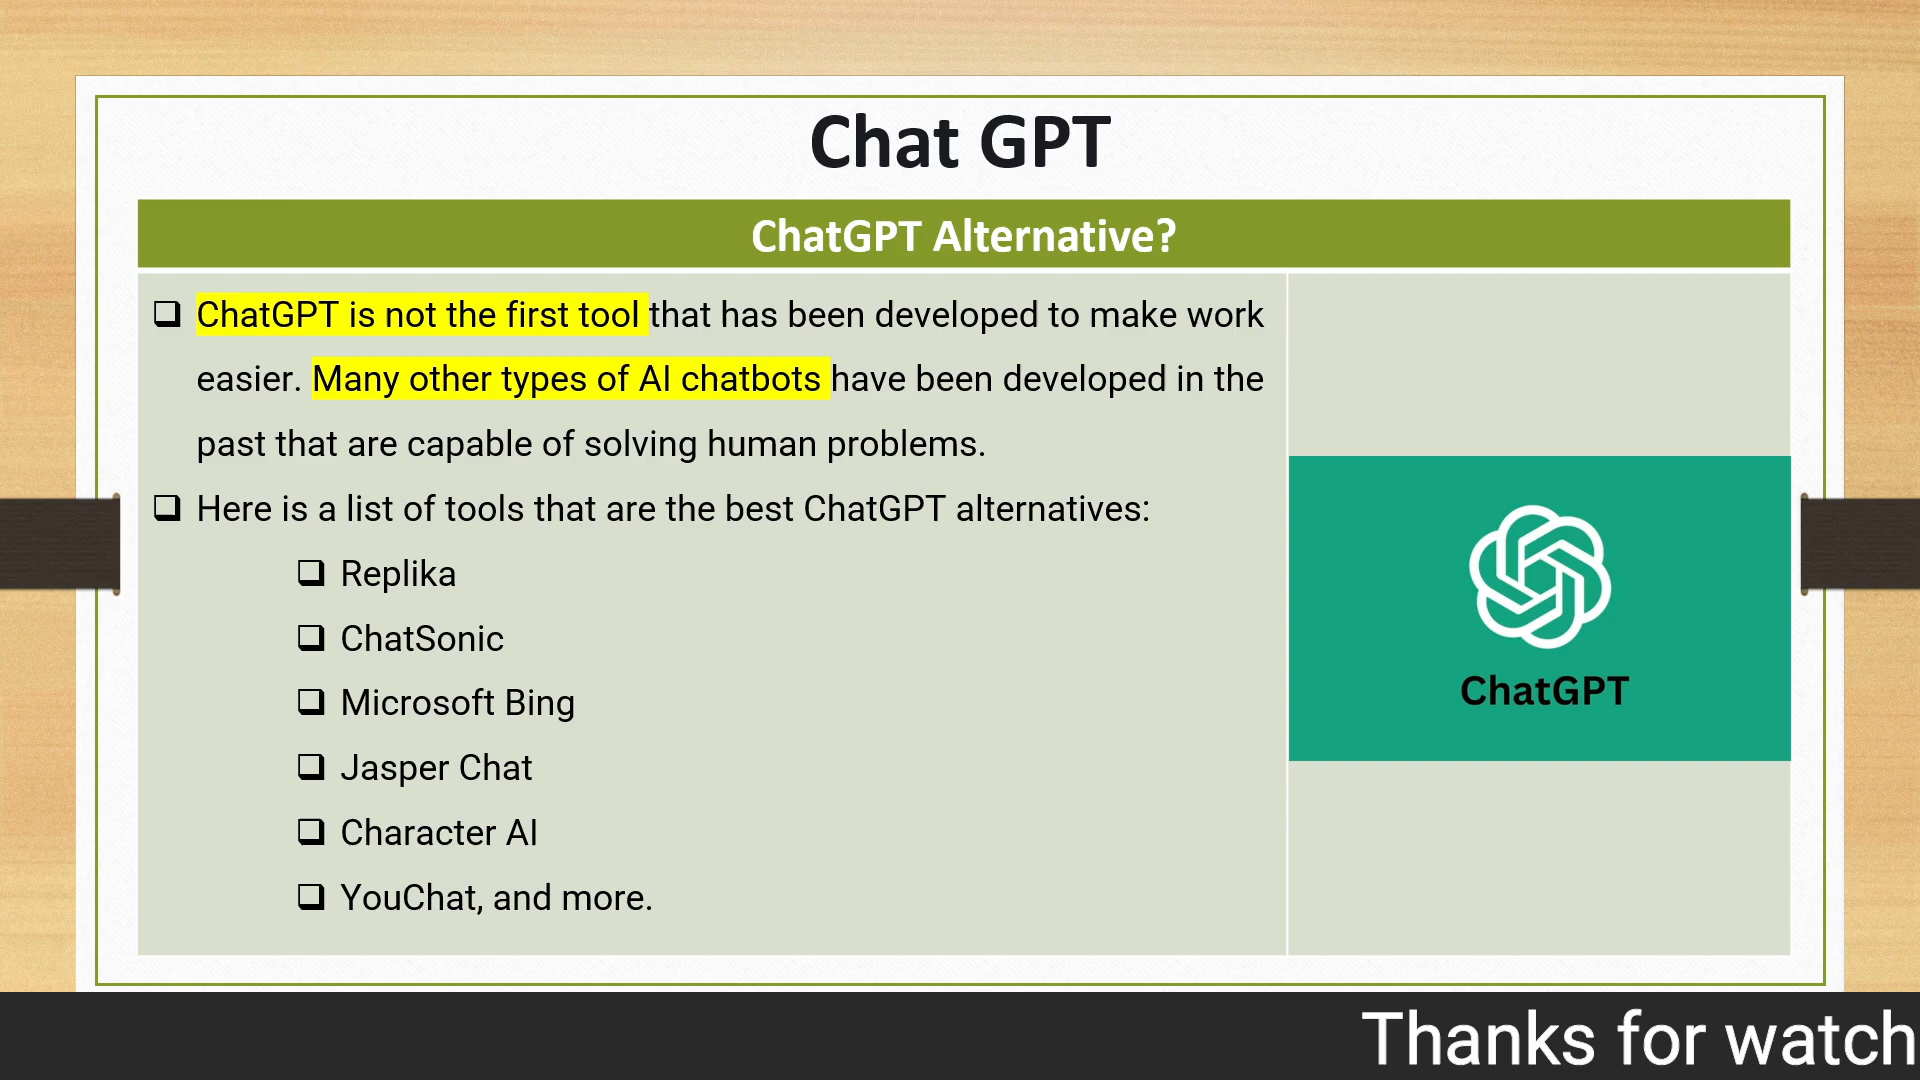 Chat GPT
ChatGPT Alternative?
ChatGPT is not the first tool that has been developed to make work
easier. Many other types of AI chatbots have been developed in the
past that are capable of solving human problems.
Here is a list of tools that are the best ChatGPT alternatives:
Replika
ChatSonic
Microsoft Bing
Jasper Chat
Character AI
YouChat, and more.
ChatGPT
Thanks for watch